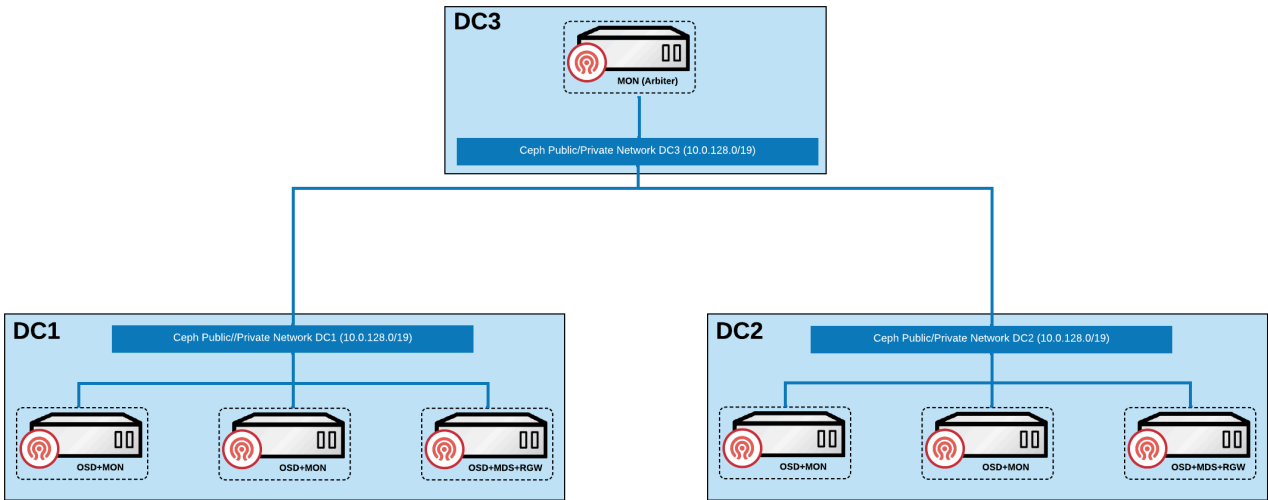 DC3
MON (Arbiter)
Ceph Public/Private Network DC3 (10.0.128.0/19)
DC1
Ceph Public//Private Network DC1 (10.0.128.0/19)
OSD+MON
OSD+MON
OSD+MDS+RGW
DC2
Ceph Public/Private Network DC2 (10.0.128.0/19)
OSD+MON
OSD+MON
OSD+MDS+RGW